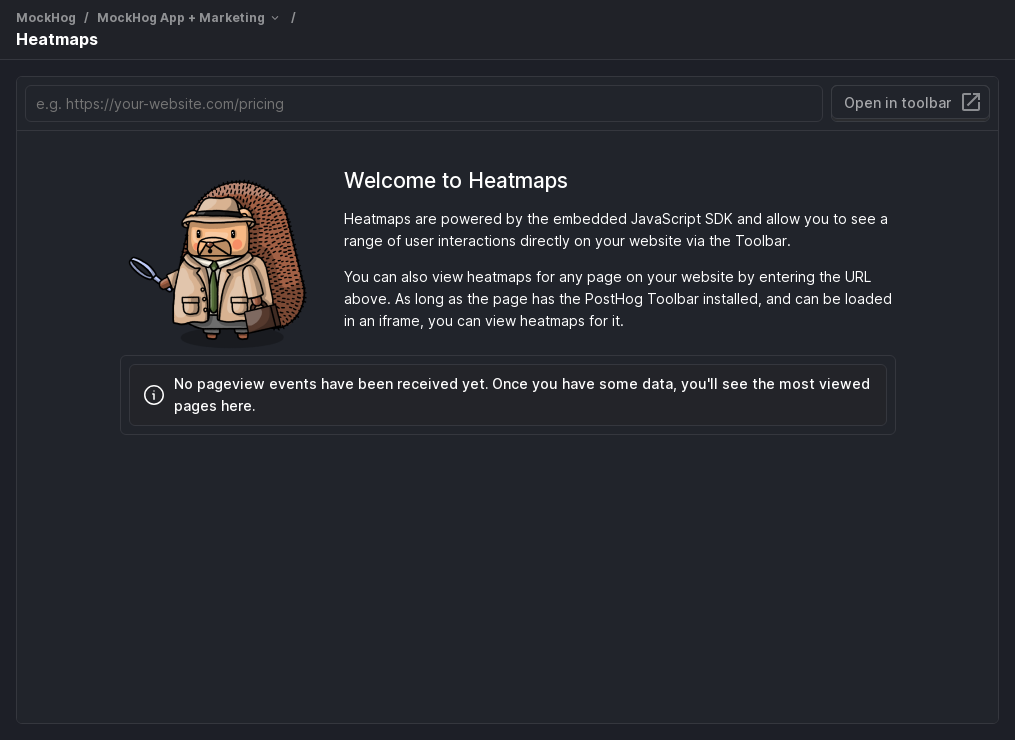 MockHog / MockHog App + Marketing /
Heatmaps
e.g. https://your-website.com/pricing
Open in toolbar
Welcome to Heatmaps
Heatmaps are powered by the embedded JavaScript SDK and allow you to see a
range of user interactions directly on your website via the Toolbar.
You can also view heatmaps for any page on your website by entering the URL
above. As long as the page has the PostHog Toolbar installed, and can be loaded
in an iframe, you can view heatmaps for it.
No pageview events have been received yet. Once you have some data, you'll see the most viewed
pages here.